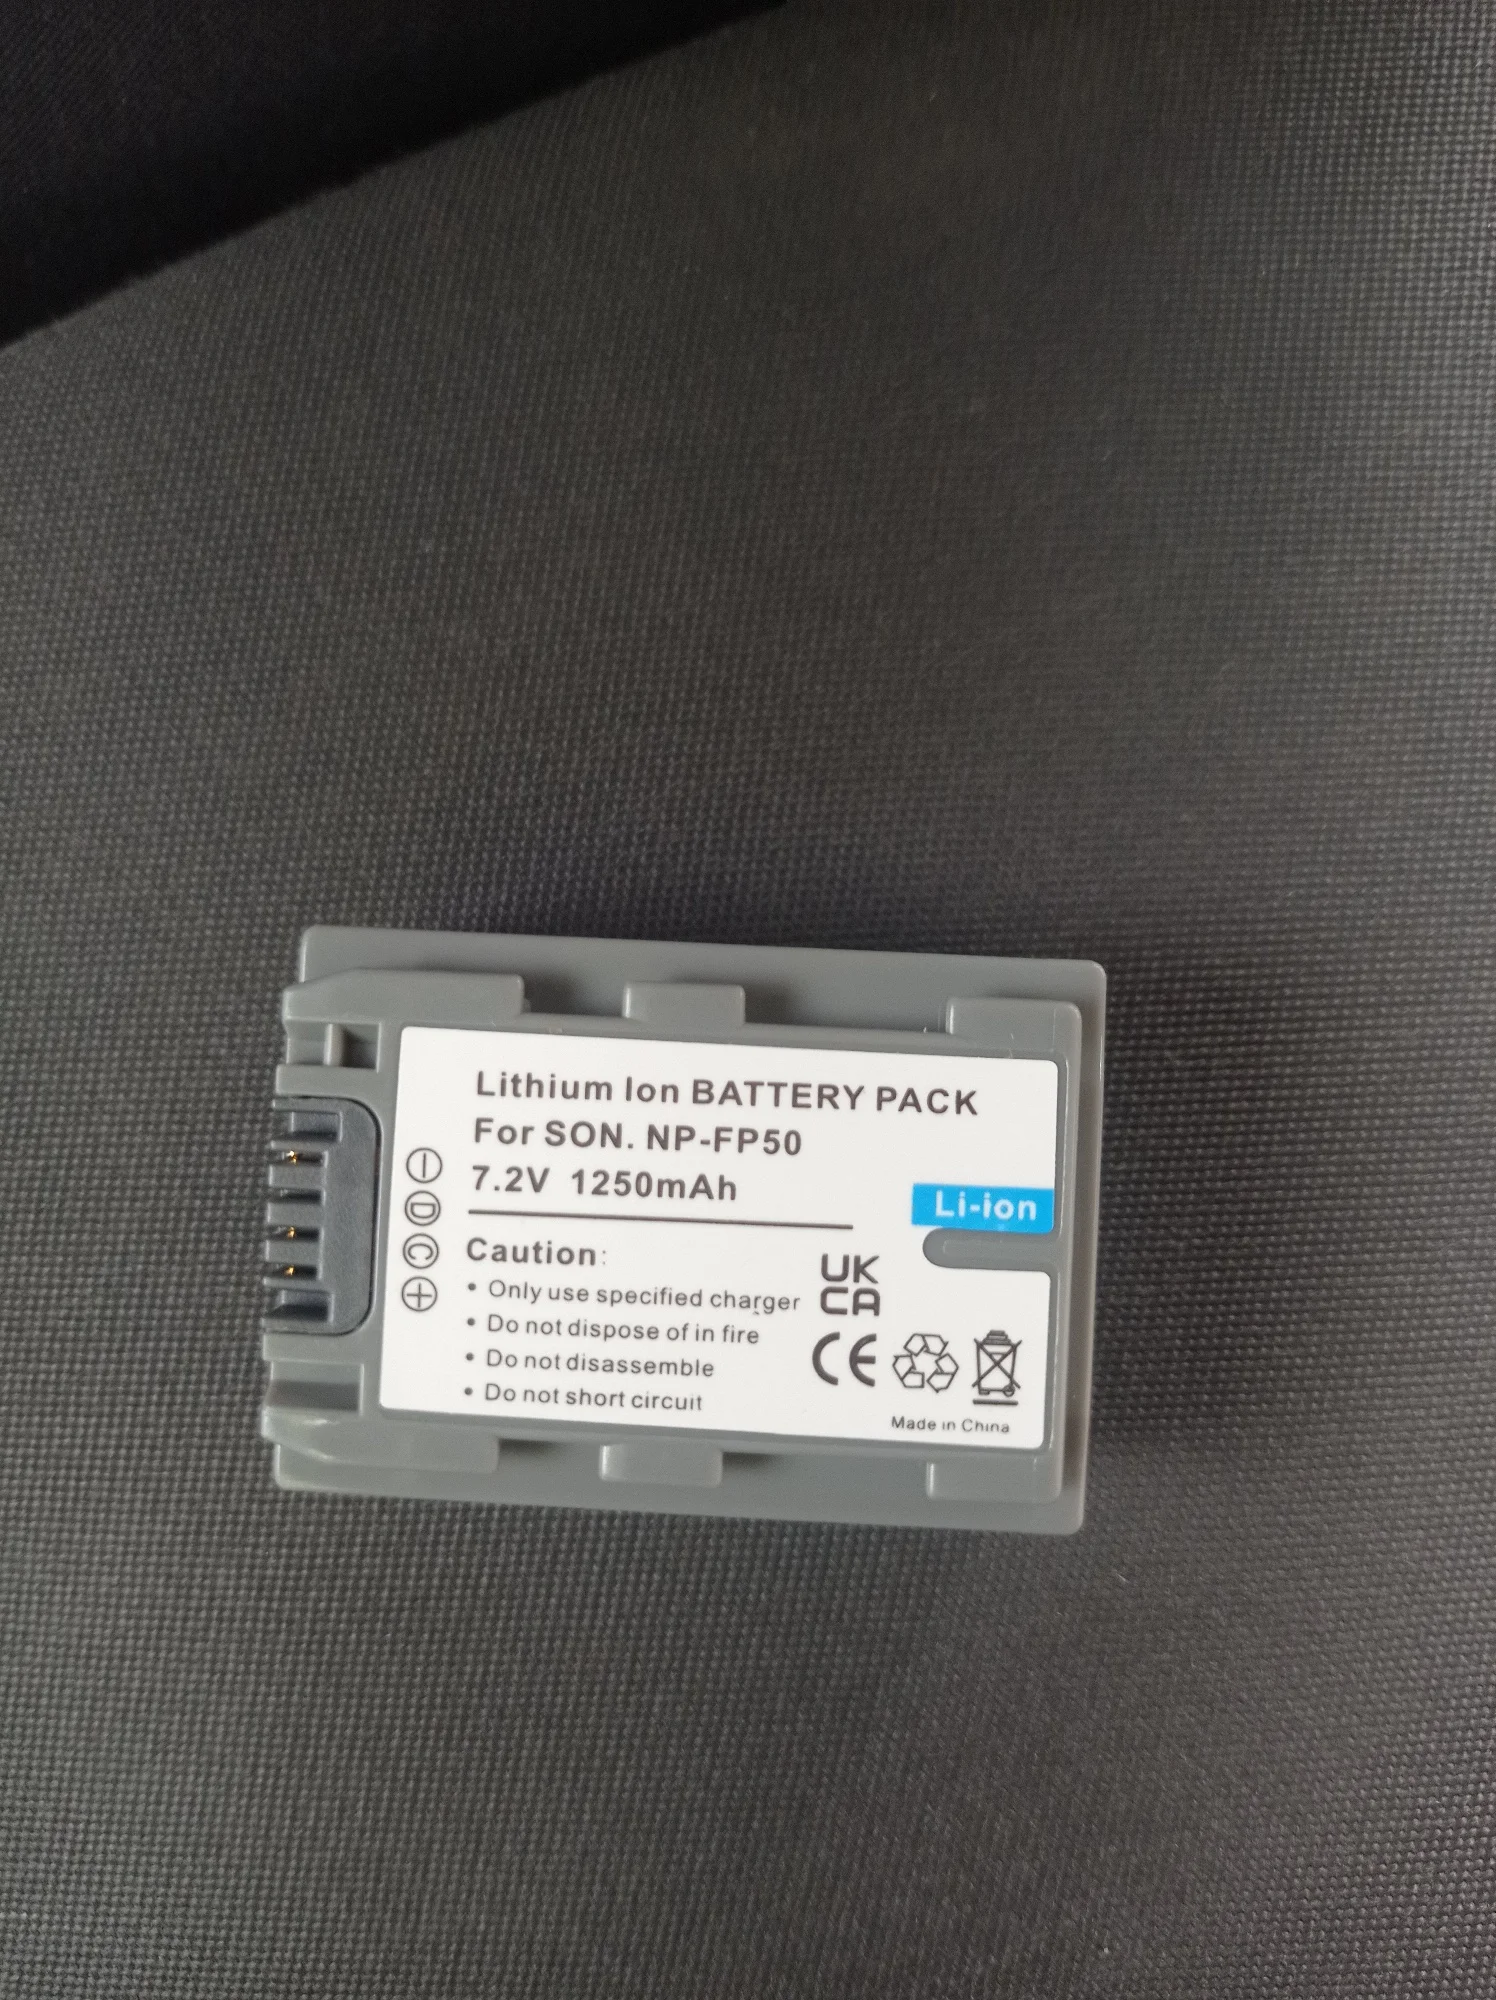 Lithium Ion BATTERY PACK
For SON. NP-FP50
7.2V 1250mAh
Li-ion
Caution:
• Only use specified charger
• Do not dispose of in fire
• Do not disassemble
• Do not short circuit
D
C
UK
CA
CE
Made in China